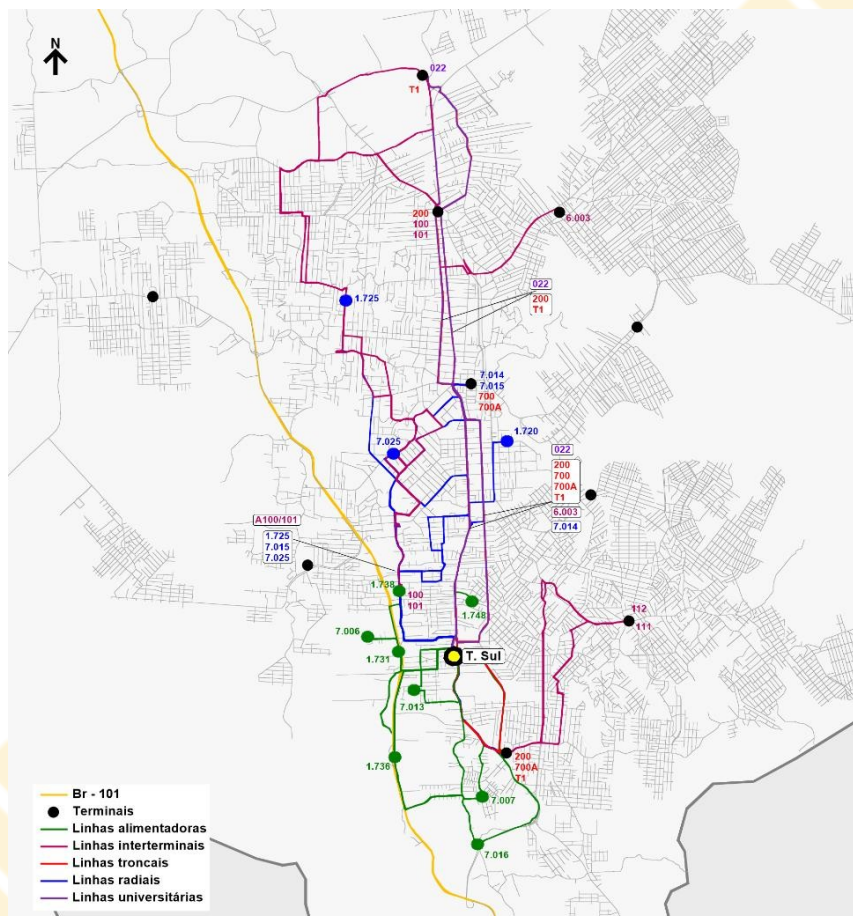 N
022
T1
200
100
101
6.003
022
200
T1
1.725
7.014
7.015
700
700A
1.720
7.025
022
200
700
700A
T1
6.003
7.014
A100/101
1.725
7.015
7.025
1.738
100
101
1.748
112
111
7.006
1.731
T. Sul
7.013
200
700A
T1
1.736
7.007
7.016
Br - 101
Terminais
Linhas alimentadoras
Linhas interterminais
Linhas troncais
Linhas radiais
Linhas universitárias